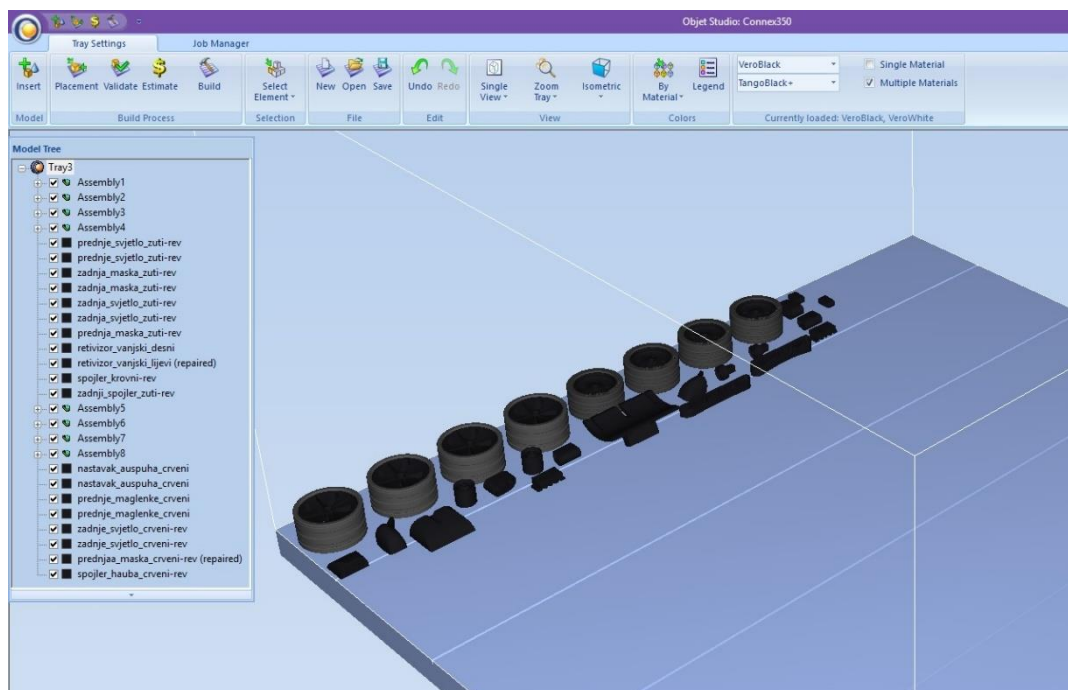 Objet Studio: Connex350
Tray Settings Job Manager
Insert Placement Validate Estimate Build Select Element New Open Save Undo Redo Single View Zoom Tray Isometric By Material Legend
VeroBlack
TangoBlack+
Single Material
Multiple Materials
Model Build Process Selection File Edit View Colors Currently loaded: VeroBlack, VeroWhite
Model Tree
Tray3
Assembly1
Assembly2
Assembly3
Assembly4
prednje_svjetlo_zuti-rev
prednje_svjetlo_zuti-rev
zadnja_maska_zuti-rev
zadnja_maska_zuti-rev
zadnja_svjetlo_zuti-rev
zadnja_svjetlo_zuti-rev
prednja_maska_zuti-rev
retivizor_vanjski_desni
retivizor_vanjski_lijevi (repaired)
spojler_krovni-rev
zadnji_spojler_zuti-rev
Assembly5
Assembly6
Assembly7
Assembly8
nastavak_auspuha_crveni
nastavak_auspuha_crveni
prednje_maglenke_crveni
prednje_maglenke_crveni
zadnje_svjetlo_crveni-rev
zadnje_svjetlo_crveni-rev
prednjaa_maska_crveni-rev (repaired)
spojler_hauba_crveni-rev